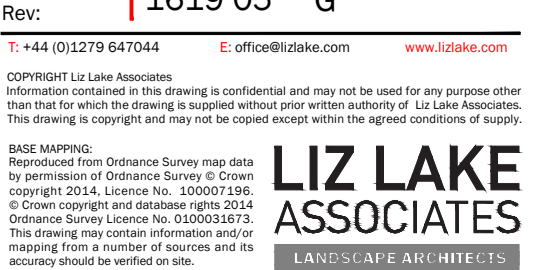 Rev: 1619 05 G
T: +44 (0)1279 647044 E: office@lizlake.com www.lizlake.com
COPYRIGHT Liz Lake Associates
Information contained in this drawing is confidential and may not be used for any purpose other
than that for which the drawing is supplied without prior written authority of Liz Lake Associates.
This drawing is copyright and may not be copied except within the agreed conditions of supply.
BASE MAPPING:
Reproduced from Ordnance Survey map data
by permission of Ordnance Survey © Crown
copyright 2014, Licence No. 100007196.
© Crown copyright and database rights 2014
Ordnance Survey Licence No. 0100031673.
This drawing may contain information and/or
mapping from a number of sources and its
accuracy should be verified on site.
LIZ LAKE
ASSOCIATES
LANDSCAPE ARCHITECTS